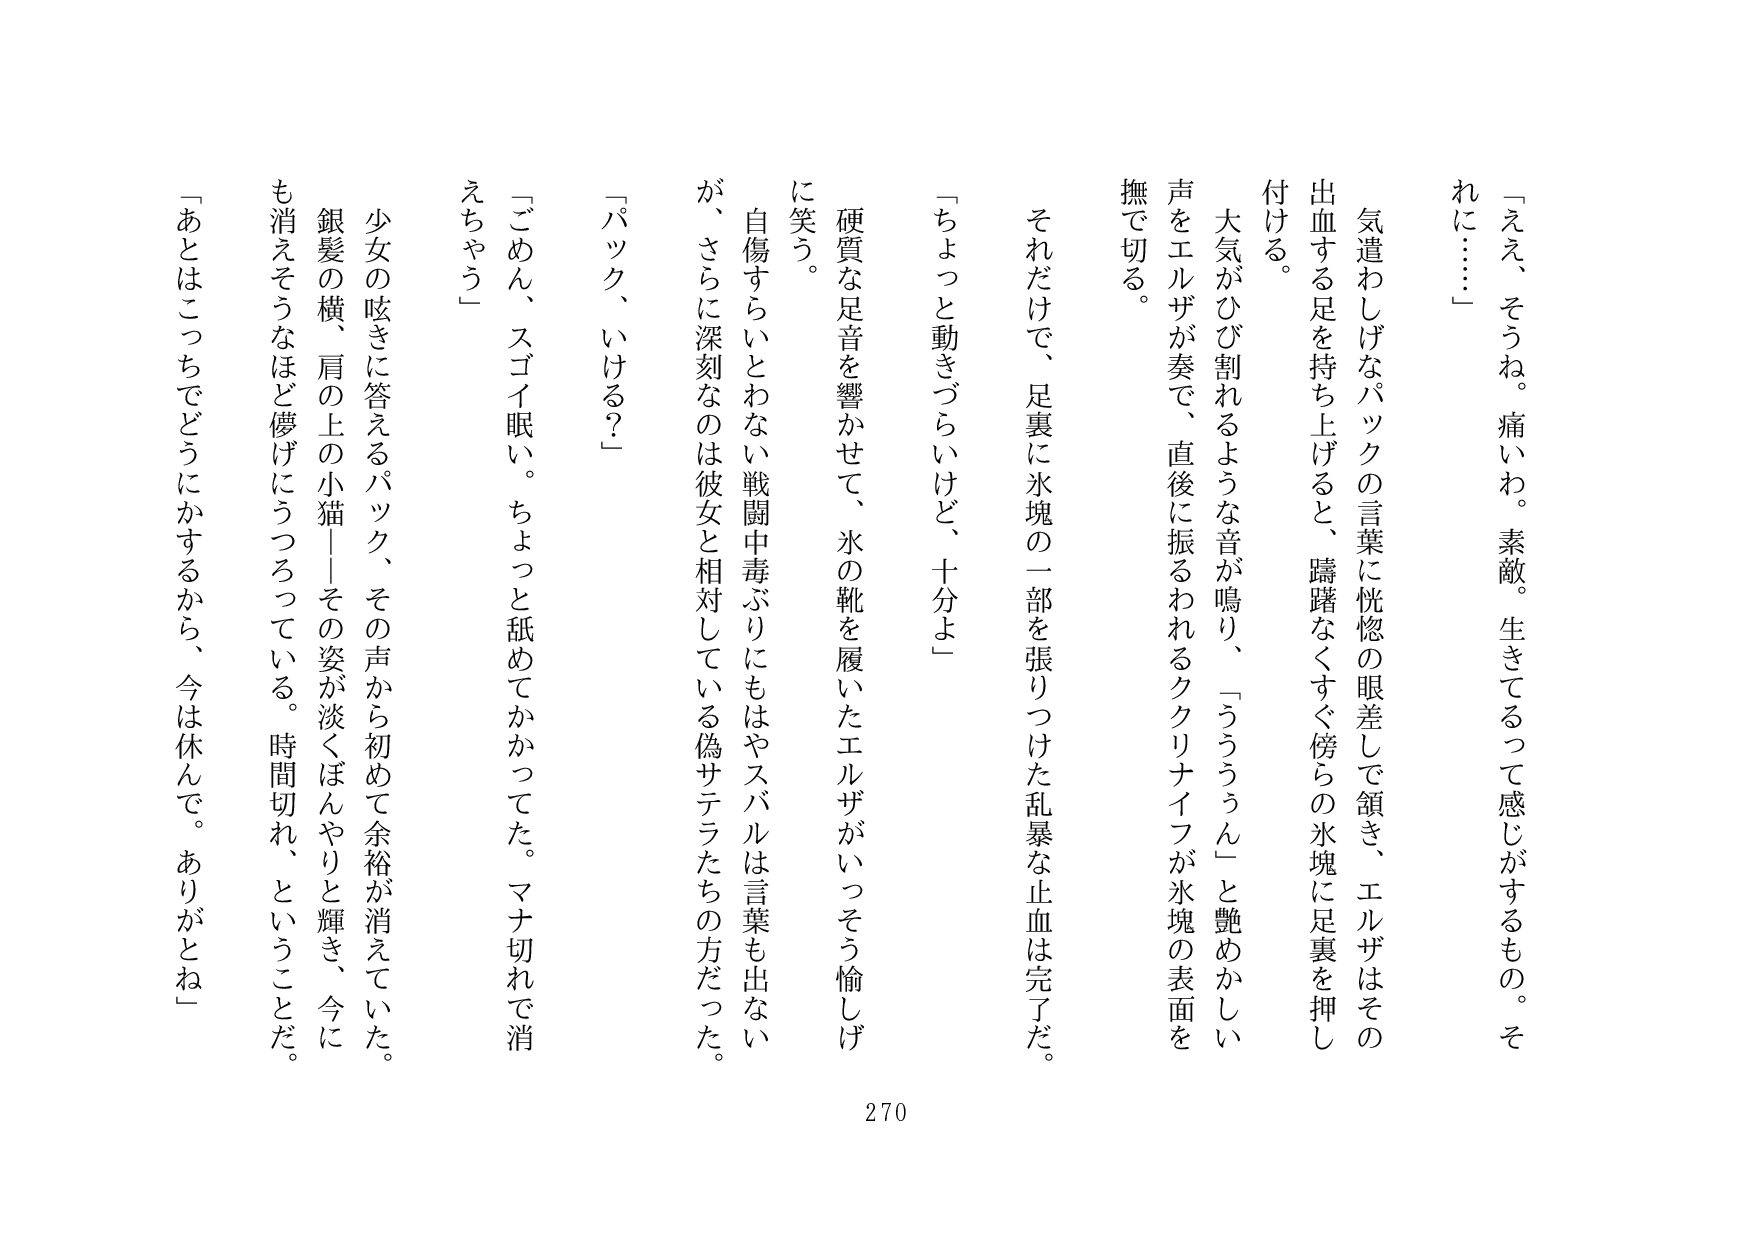 「ええ、そうね。痛いわ。素敵。生きてるって感じがするもの。そ
れに……」
　気遣わしげなパックの言葉に恍惚の眼差しで頷き、エルザはその
出血する足を持ち上げると、躊躇なくすぐ傍らの氷塊に足裏を押し
付ける。
　大気がひび割れるような音が鳴り、「うううん」と艶めかしい
声をエルザが奏で、直後に振るわれるククリナイフが氷塊の表面を
撫で切る。
　それだけで、足裏に氷塊の一部を張りつけた乱暴な止血は完了だ。
「ちょっと動きづらいけど、十分よ」
　硬質な足音を響かせて、氷の靴を履いたエルザがいっそう愉しげ
に笑う。
　自傷すらいとわない戦闘中毒ぶりにもはやスバルは言葉も出ない
が、さらに深刻なのは彼女と相対している偽サテラたちの方だった。
「パック、いける？」
「ごめん、スゴイ眠い。ちょっと舐めてかかってた。マナ切れで消
えちゃう」
　少女の呟きに答えるパック、その声から初めて余裕が消えていた。
　銀髪の横、肩の上の小猫――その姿が淡くぼんやりと輝き、今に
も消えそうなほど儚げにうつろっている。時間切れ、ということだ。
「あとはこっちでどうにかするから、今は休んで。ありがとね」
270